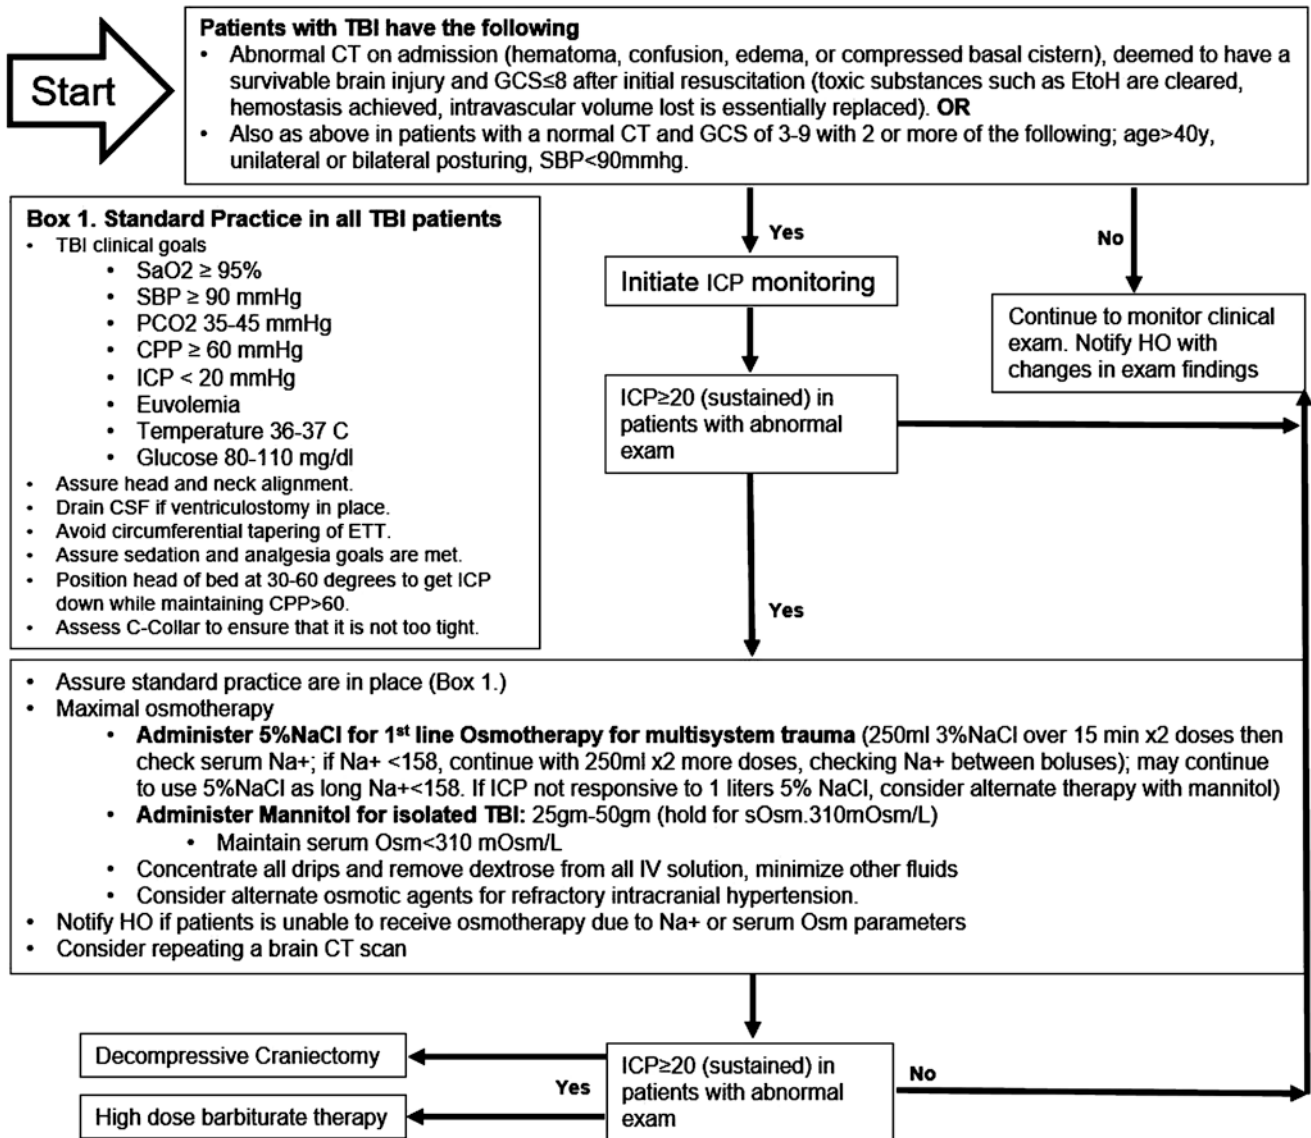 Start
Patients with TBI have the following
• Abnormal CT on admission (hematoma, confusion, edema, or compressed basal cistern), deemed to have a
survivable brain injury and GCS≤8 after initial resuscitation (toxic substances such as EtoH are cleared,
hemostasis achieved, intravascular volume lost is essentially replaced). OR
• Also as above in patients with a normal CT and GCS of 3-9 with 2 or more of the following; age>40y,
unilateral or bilateral posturing, SBP<90mmhg.
Box 1. Standard Practice in all TBI patients
• TBI clinical goals
• SaO2 ≥ 95%
• SBP ≥ 90 mmHg
• PCO2 35-45 mmHg
• CPP ≥ 60 mmHg
• ICP < 20 mmHg
• Euvolemia
• Temperature 36-37 C
• Glucose 80-110 mg/dl
• Assure head and neck alignment.
• Drain CSF if ventriculostomy in place.
• Avoid circumferential tapering of ETT.
• Assure sedation and analgesia goals are met.
• Position head of bed at 30-60 degrees to get ICP
down while maintaining CPP>60.
• Assess C-Collar to ensure that it is not too tight.
Yes
No
Initiate ICP monitoring
Continue to monitor clinical
exam. Notify HO with
changes in exam findings
ICP≥20 (sustained) in
patients with abnormal
exam
Yes
• Assure standard practice are in place (Box 1.)
• Maximal osmotherapy
• Administer 5%NaCl for 1st line Osmotherapy for multisystem trauma (250ml 3%NaCl over 15 min x2 doses then
check serum Na+; if Na+ <158, continue with 250ml x2 more doses, checking Na+ between boluses); may continue
to use 5%NaCl as long Na+<158. If ICP not responsive to 1 liters 5% NaCl, consider alternate therapy with mannitol)
• Administer Mannitol for isolated TBI: 25gm-50gm (hold for sOsm.310mOsm/L)
• Maintain serum Osm<310 mOsm/L
• Concentrate all drips and remove dextrose from all IV solution, minimize other fluids
• Consider alternate osmotic agents for refractory intracranial hypertension.
• Notify HO if patients is unable to receive osmotherapy due to Na+ or serum Osm parameters
• Consider repeating a brain CT scan
Decompressive Craniectomy
High dose barbiturate therapy
Yes
ICP≥20 (sustained) in
patients with abnormal
exam
No